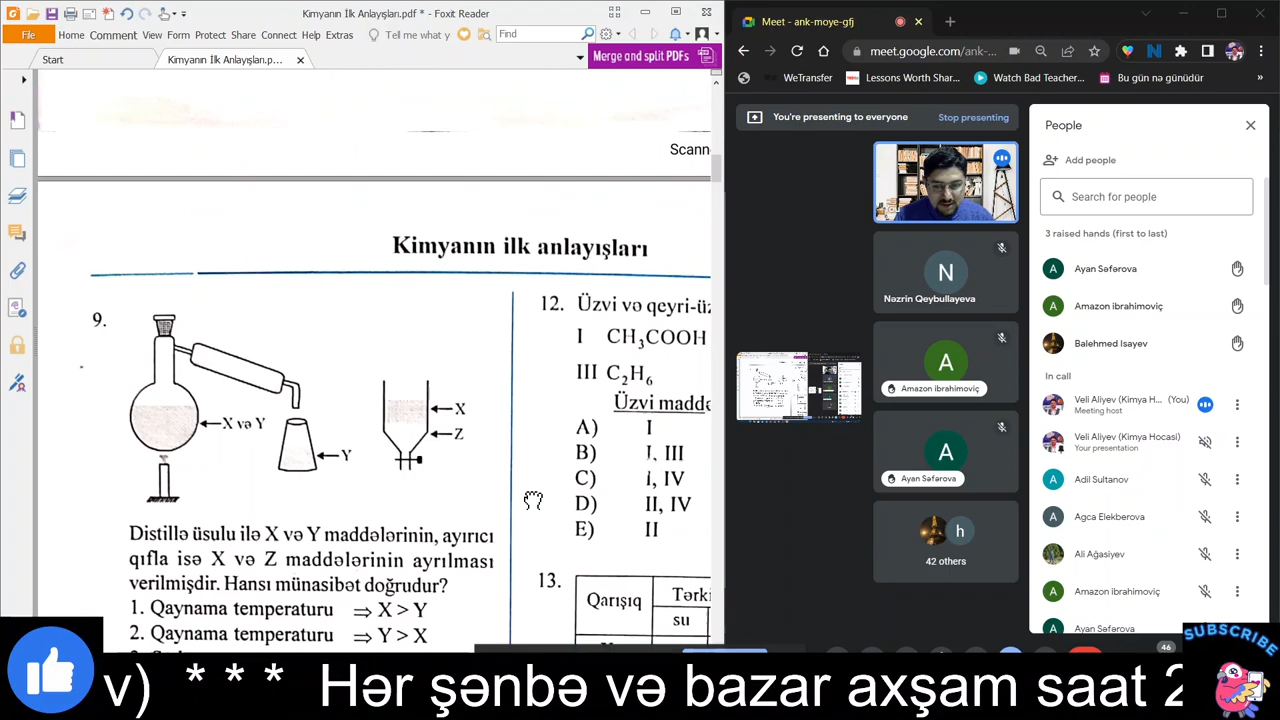 Kimyanın İlk Anlayışları.pdf * - Foxit Reader
File Home Comment View Form Protect Share Connect Help Extras Tell me what y Find
Start
Kimyanın İlk Anlayışları.p...
Merge and split PDFs
Scann
Kimyanın ilk anlayışları
9.
X və Y
Y
X
Z
Distillə üsulu ilə X və Y maddələrinin, ayırıcı
qıfla isə X və Z maddələrinin ayrılması
verilmişdir. Hansı münasibət doğrudur?
1. Qaynama temperaturu ⇒ X > Y
2. Qaynama temperaturu ⇒ Y > X
12. Üzvi və qeyri-üz
I CH₃COOH
III C₂H₆
Üzvi maddə
A) I
B) I, III
C) I, IV
D) II, IV
E) II
13.
Qarışıq
Tərki
su
Meet - ank-moye-gfj
meet.google.com/ank-
WeTransfer
Lessons Worth Shar...
Watch Bad Teacher...
Bu gün nə günüdür
You're presenting to everyone
Stop presenting
N
Nəzrin Qeybullayeva
A
Amazon ibrahimoviç
A
Ayan Səfərova
h
42 others
People
Add people
Search for people
3 raised hands (first to last)
A Ayan Səfərova
A Amazon ibrahimoviç
Balehmed Isayev
In call
Veli Aliyev (Kimya H... (You)
Meeting host
Veli Aliyev (Kimya Hocasi)
Your presentation
A Adil Sultanov
A Agca Elekberova
Ali Ağasiyev
A Amazon ibrahimoviç
A Ayan Səfərova
46
SUBSCRIBE
v) * * * Hər şənbə və bazar axşam saat 2